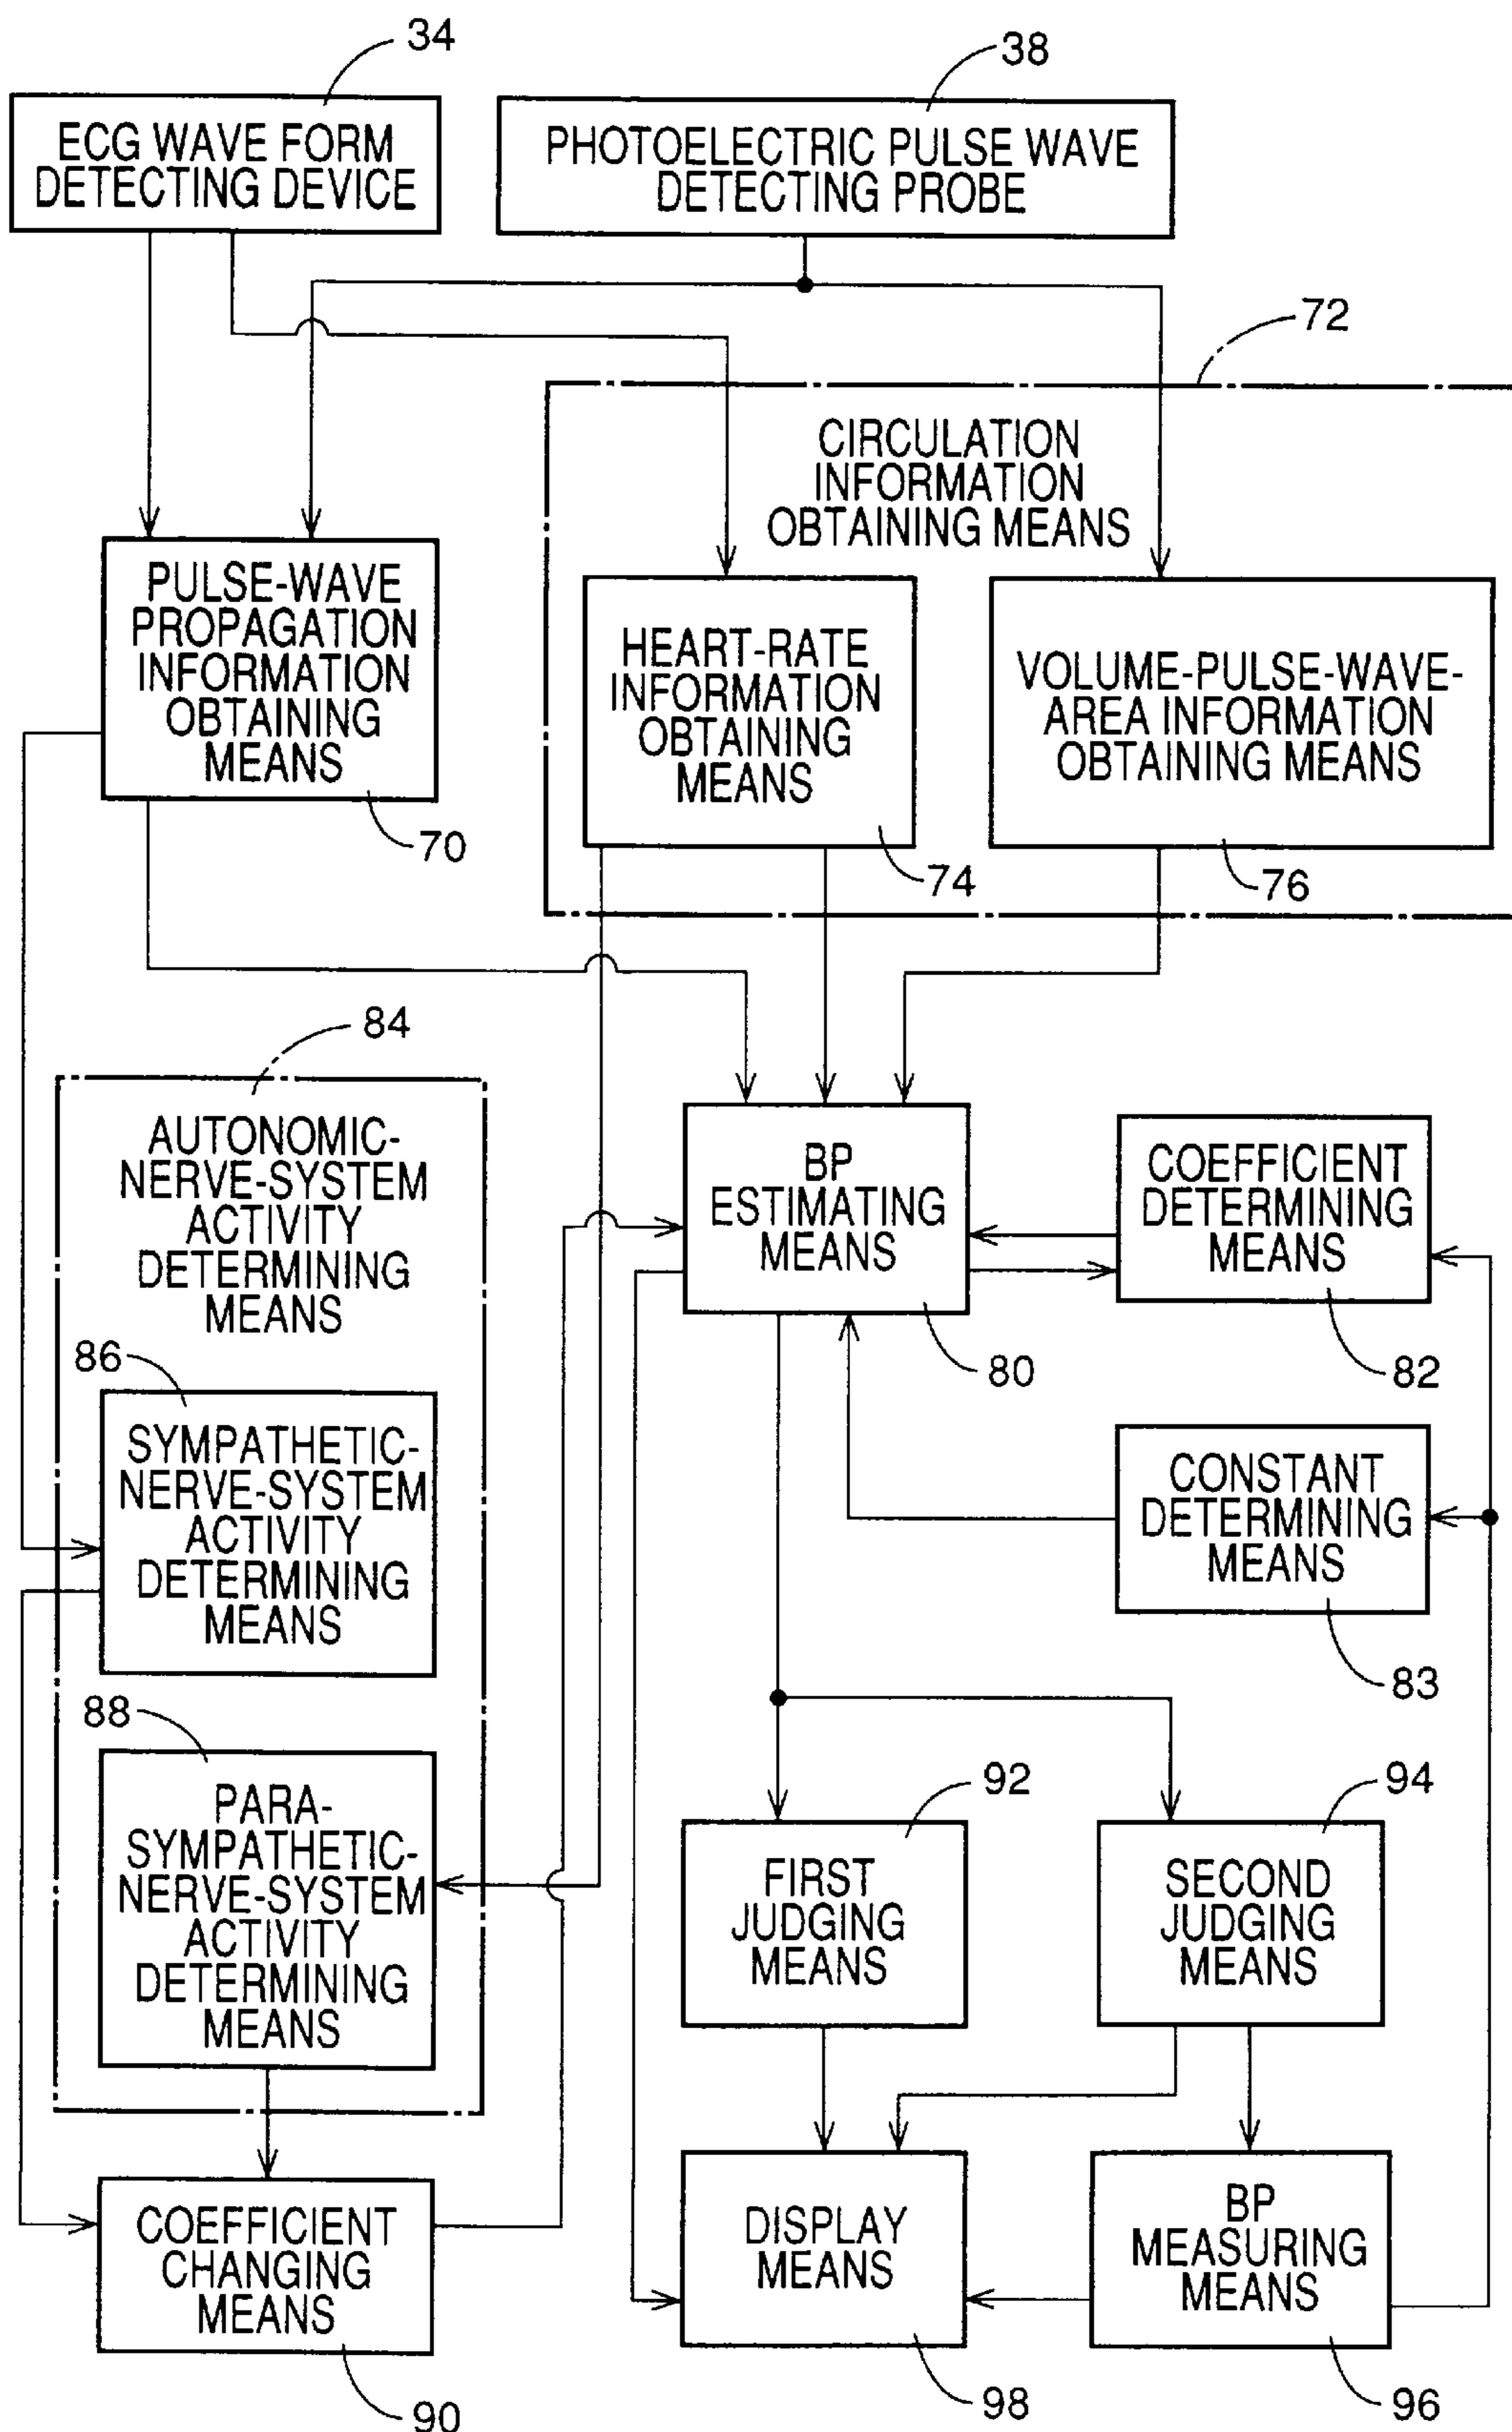 34
38
ECG WAVE FORM
DETECTING DEVICE
PHOTOELECTRIC PULSE WAVE
DETECTING PROBE
72
CIRCULATION
INFORMATION
OBTAINING MEANS
PULSE-WAVE
PROPAGATION
INFORMATION
OBTAINING
MEANS
70
HEART-RATE
INFORMATION
OBTAINING
MEANS
74
VOLUME-PULSE-WAVE-
AREA INFORMATION
OBTAINING MEANS
76
84
AUTONOMIC-
NERVE-SYSTEM
ACTIVITY
DETERMINING
MEANS
BP
ESTIMATING
MEANS
80
COEFFICIENT
DETERMINING
MEANS
82
86
SYMPATHETIC-
NERVE-SYSTEM
ACTIVITY
DETERMINING
MEANS
CONSTANT
DETERMINING
MEANS
83
88
PARA-
SYMPATHETIC-
NERVE-SYSTEM
ACTIVITY
DETERMINING
MEANS
92
FIRST
JUDGING
MEANS
94
SECOND
JUDGING
MEANS
COEFFICIENT
CHANGING
MEANS
90
DISPLAY
MEANS
98
BP
MEASURING
MEANS
96